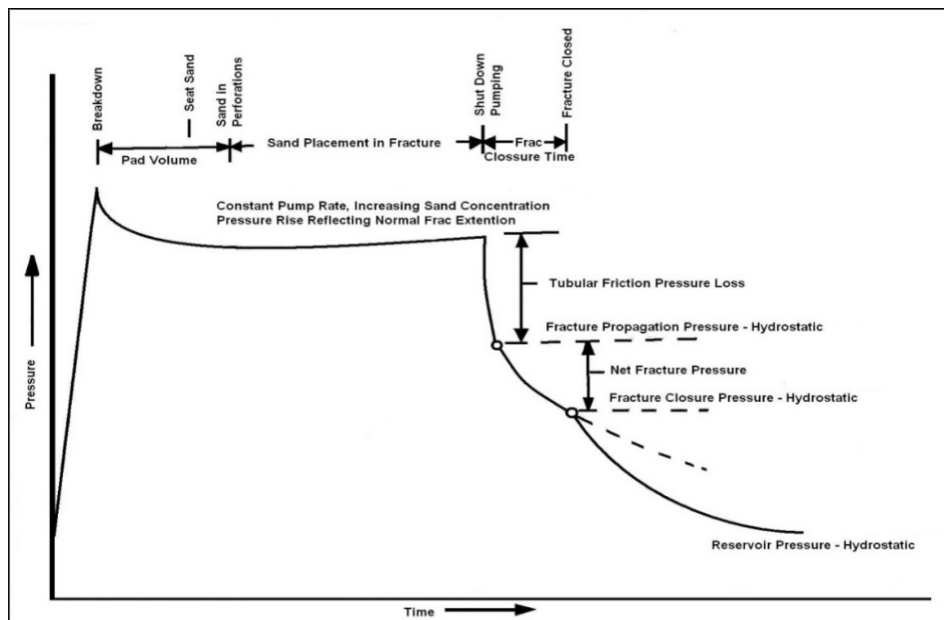 Breakdown
Seat Sand
Sand in
Perforations
Shut Down
Pumping
Fracture Closed
Pad Volume
Sand Placement in Fracture
Frac
Clossure Time
Constant Pump Rate, Increasing Sand Concentration
Pressure Rise Reflecting Normal Frac Extention
Tubular Friction Pressure Loss
Fracture Propagation Pressure - Hydrostatic
Net Fracture Pressure
Fracture Closure Pressure - Hydrostatic
Reservoir Pressure - Hydrostatic
Pressure
Time